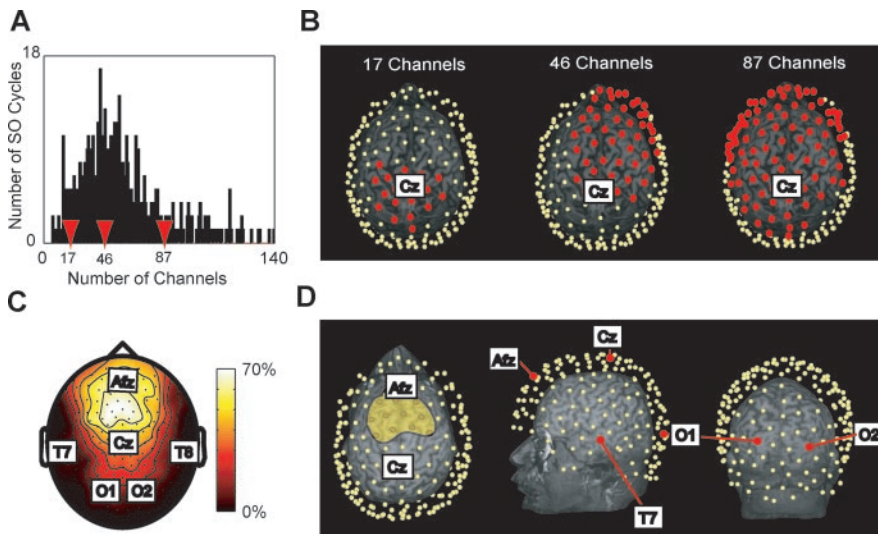 A
18
Number of SO Cycles
0
0
17
46
87
140
Number of Channels
B
17 Channels
46 Channels
87 Channels
Cz
Cz
Cz
C
Afz
Cz
T7
T8
O1
O2
70%
0%
D
Afz
Cz
Afz
Cz
O1
T7
O2